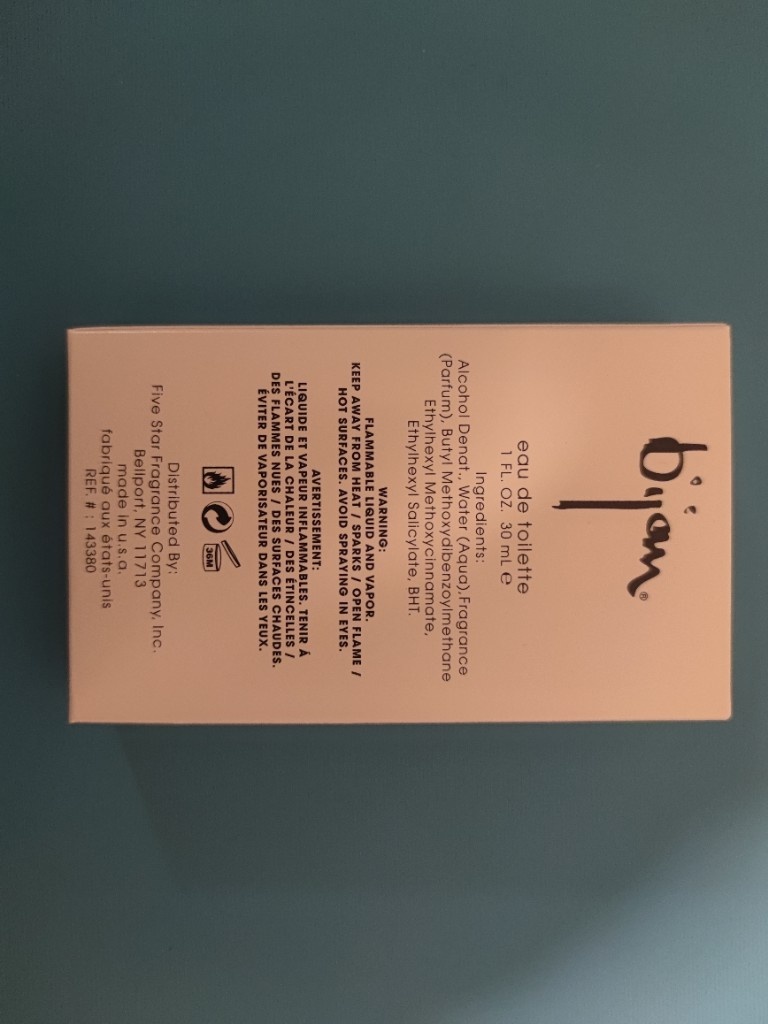 bijan®
eau de toilette
1 FL. OZ. 30 mL ℮
Ingredients:
Alcohol Denat., Water (Aqua), Fragrance
(Parfum), Butyl Methoxydibenzoylmethane
Ethylhexyl Methoxycinnamate,
Ethylhexyl Salicylate, BHT.
WARNING:
FLAMMABLE LIQUID AND VAPOR.
KEEP AWAY FROM HEAT / SPARKS / OPEN FLAME /
HOT SURFACES. AVOID SPRAYING IN EYES.
AVERTISSEMENT:
LIQUIDE ET VAPEUR INFLAMMABLES. TENIR À
L'ÉCART DE LA CHALEUR / DES ÉTINCELLES /
DES FLAMMES NUES / DES SURFACES CHAUDES.
ÉVITER DE VAPORISATEUR DANS LES YEUX.
36M
Distributed By:
Five Star Fragrance Company, Inc.
Bellport, NY 11713
made in u.s.a.
fabriqué aux états-unis
REF. # : 143380